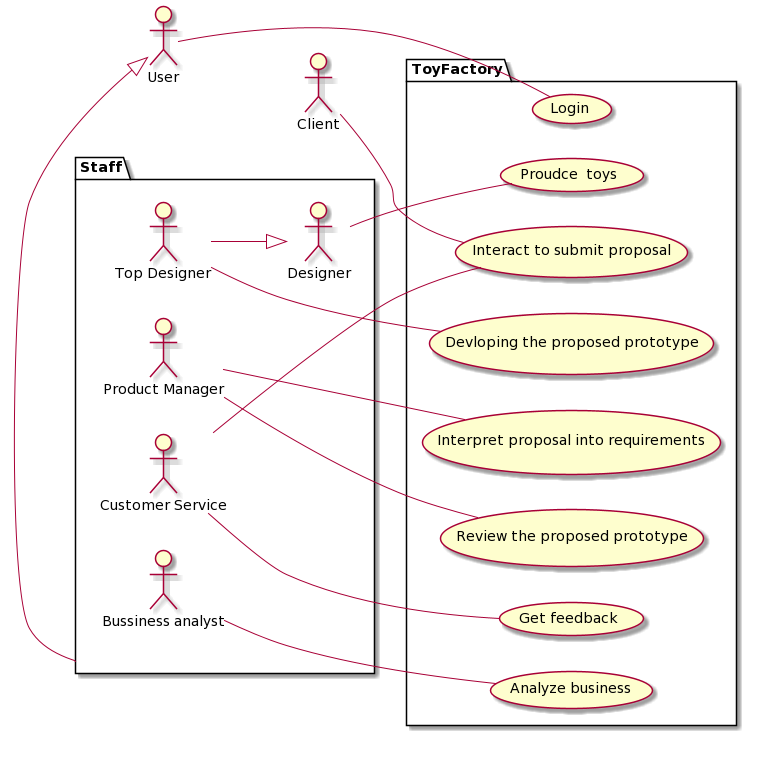 User
Client
ToyFactory
Login
Staff
Proudce  toys
Top Designer
Designer
Interact to submit proposal
Devloping the proposed prototype
Product Manager
Interpret proposal into requirements
Customer Service
Review the proposed prototype
Bussiness analyst
Get feedback
Analyze business